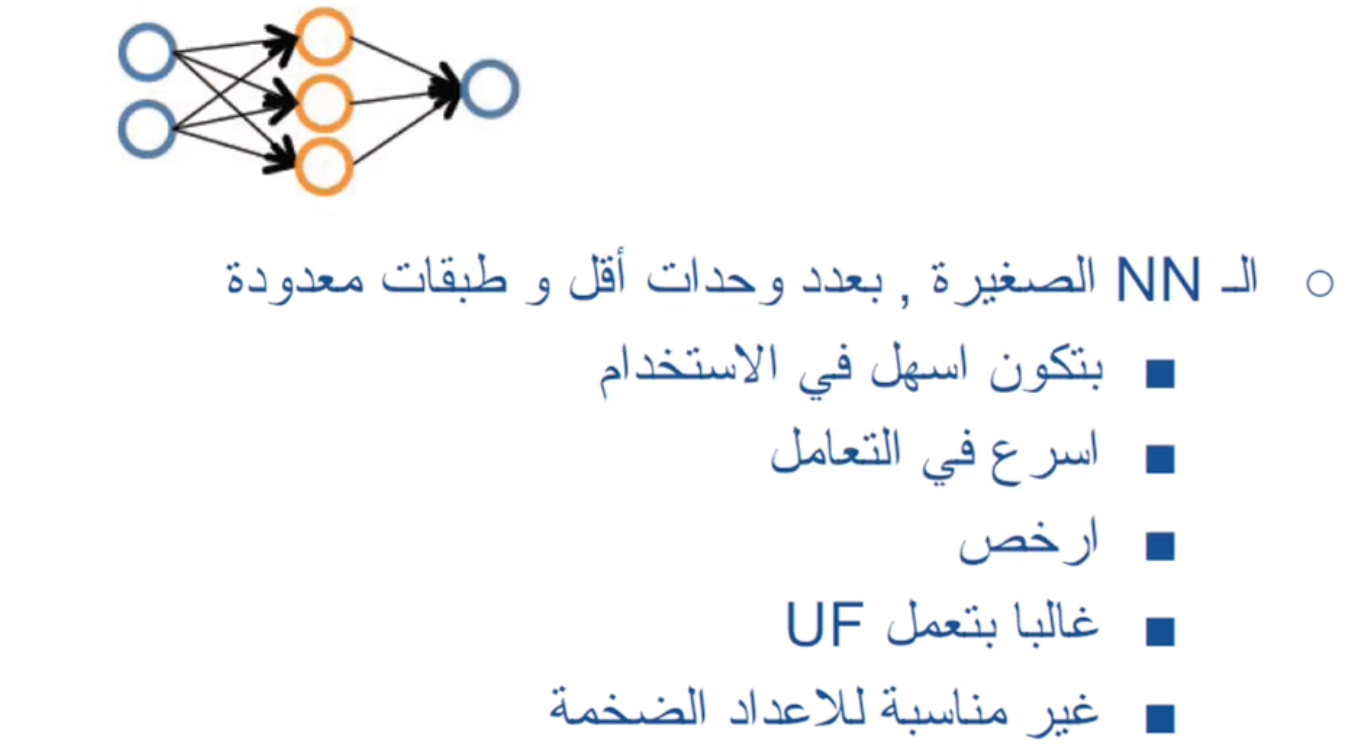 الـ NN الصغيرة , بعدد وحدات أقل و طبقات معدودة
بتكون اسهل في الاستخدام
اسرع في التعامل
ارخص
غالبا بتعمل UF
غير مناسبة للاعداد الضخمة